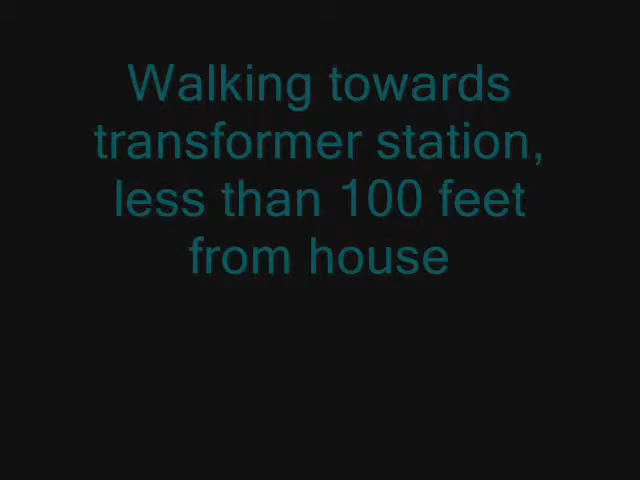 Walking towards
transformer station,
less than 100 feet
from house